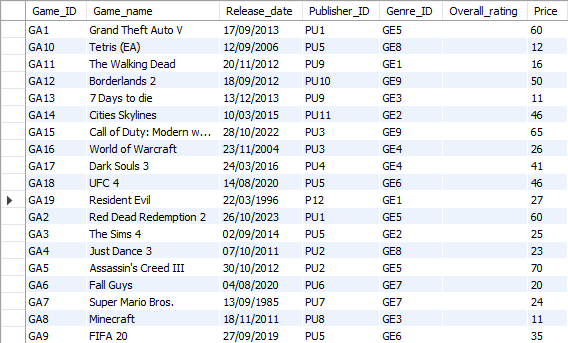 Game_ID Game_name Release_date Publisher_ID Genre_ID Overall_rating Price
GA1 Grand Theft Auto V 17/09/2013 PU1 GE5 60
GA10 Tetris (EA) 12/09/2006 PU5 GE8 12
GA11 The Walking Dead 20/11/2012 PU9 GE1 16
GA12 Borderlands 2 18/09/2012 PU10 GE9 50
GA13 7 Days to die 13/12/2013 PU9 GE3 11
GA14 Cities Skylines 10/03/2015 PU11 GE2 46
GA15 Call of Duty: Modern w... 28/10/2022 PU3 GE9 65
GA16 World of Warcraft 23/11/2004 PU3 GE4 26
GA17 Dark Souls 3 24/03/2016 PU4 GE4 41
GA18 UFC 4 14/08/2020 PU5 GE6 46
GA19 Resident Evil 22/03/1996 P12 GE1 27
GA2 Red Dead Redemption 2 26/10/2023 PU1 GE5 60
GA3 The Sims 4 02/09/2014 PU5 GE2 25
GA4 Just Dance 3 07/10/2011 PU2 GE8 23
GA5 Assassin's Creed III 30/10/2012 PU2 GE5 70
GA6 Fall Guys 04/08/2020 PU6 GE7 20
GA7 Super Mario Bros. 13/09/1985 PU7 GE7 24
GA8 Minecraft 18/11/2011 PU8 GE3 11
GA9 FIFA 20 27/09/2019 PU5 GE6 35